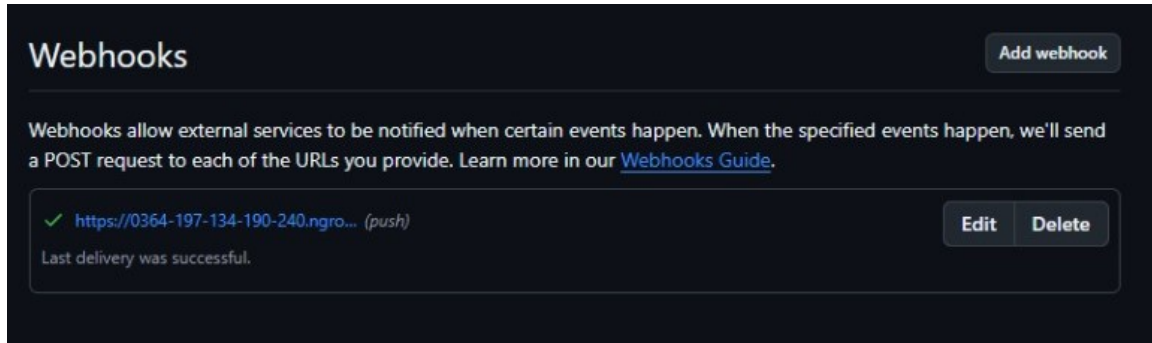 Webhooks
Add webhook
Webhooks allow external services to be notified when certain events happen. When the specified events happen, we'll send
a POST request to each of the URLs you provide. Learn more in our Webhooks Guide.
https://0364-197-134-190-240.ngro... (push)
Edit
Delete
Last delivery was successful.